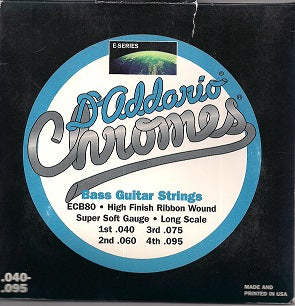 E-SERIES
D'Addario®
Chromes®
Bass Guitar Strings
ECB80 • High Finish Ribbon Wound
Super Soft Gauge • Long Scale
1st .040 3rd .075
2nd .060 4th .095
.040-
.095
MADE AND
PRINTED IN USA